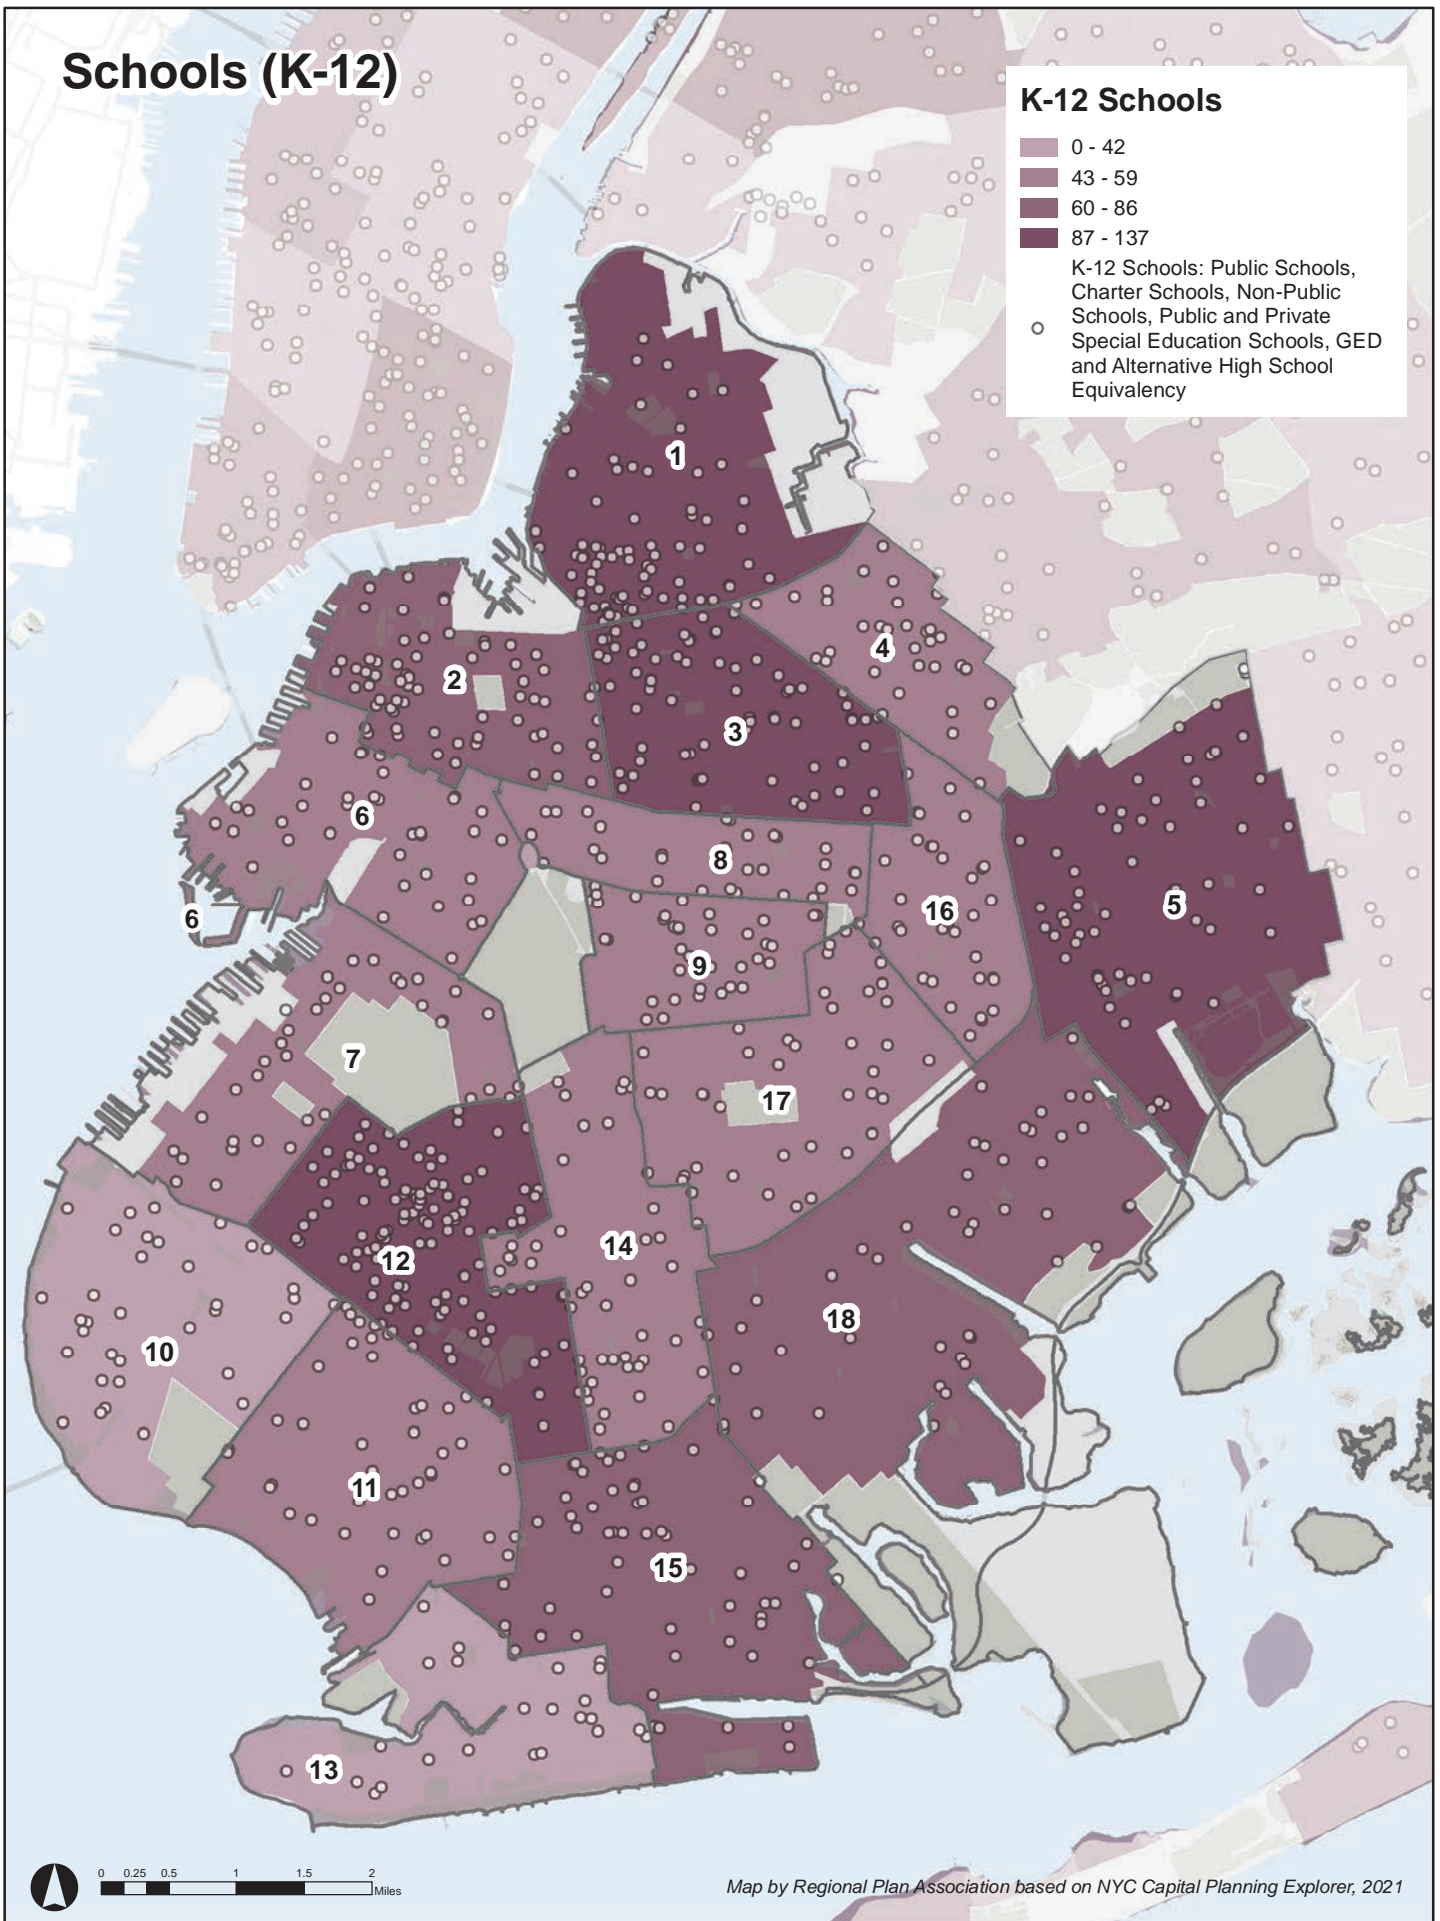 Schools (K-12)
K-12 Schools
0 - 42
43 - 59
60 - 86
87 - 137
K-12 Schools: Public Schools,
Charter Schools, Non-Public
Schools, Public and Private
Special Education Schools, GED
and Alternative High School
Equivalency
1
4
2
3
6
8
5
16
6
9
7
17
14
12
18
10
11
15
13
0 0.25 0.5 1 1.5 2
Miles
Map by Regional Plan Association based on NYC Capital Planning Explorer, 2021